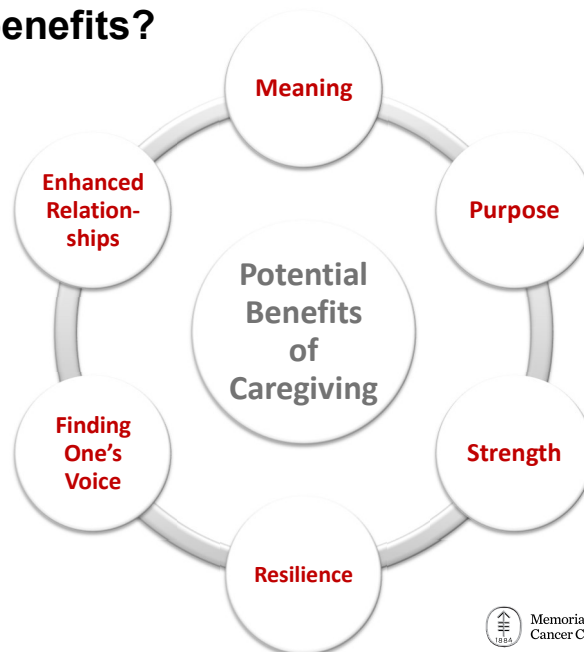 enefits?
Meaning
Enhanced
Relation-
ships
Purpose
Potential
Benefits
of
Caregiving
Finding
One's
Voice
Strength
Resilience
1884
Memoria
Cancer C